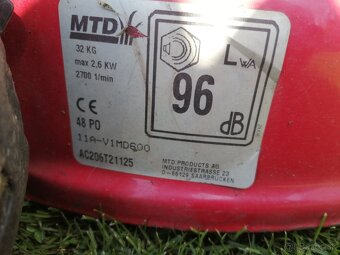 MTD
32 KG
max 2,6 KW
2700 1/min
CE
48 PO
11A-V1MD600
AC206T21125
LWA
96
dB
MTD PRODUCTS AG
INDUSTRIESTRASSE 23
D-66129 SAARBRÜCKEN